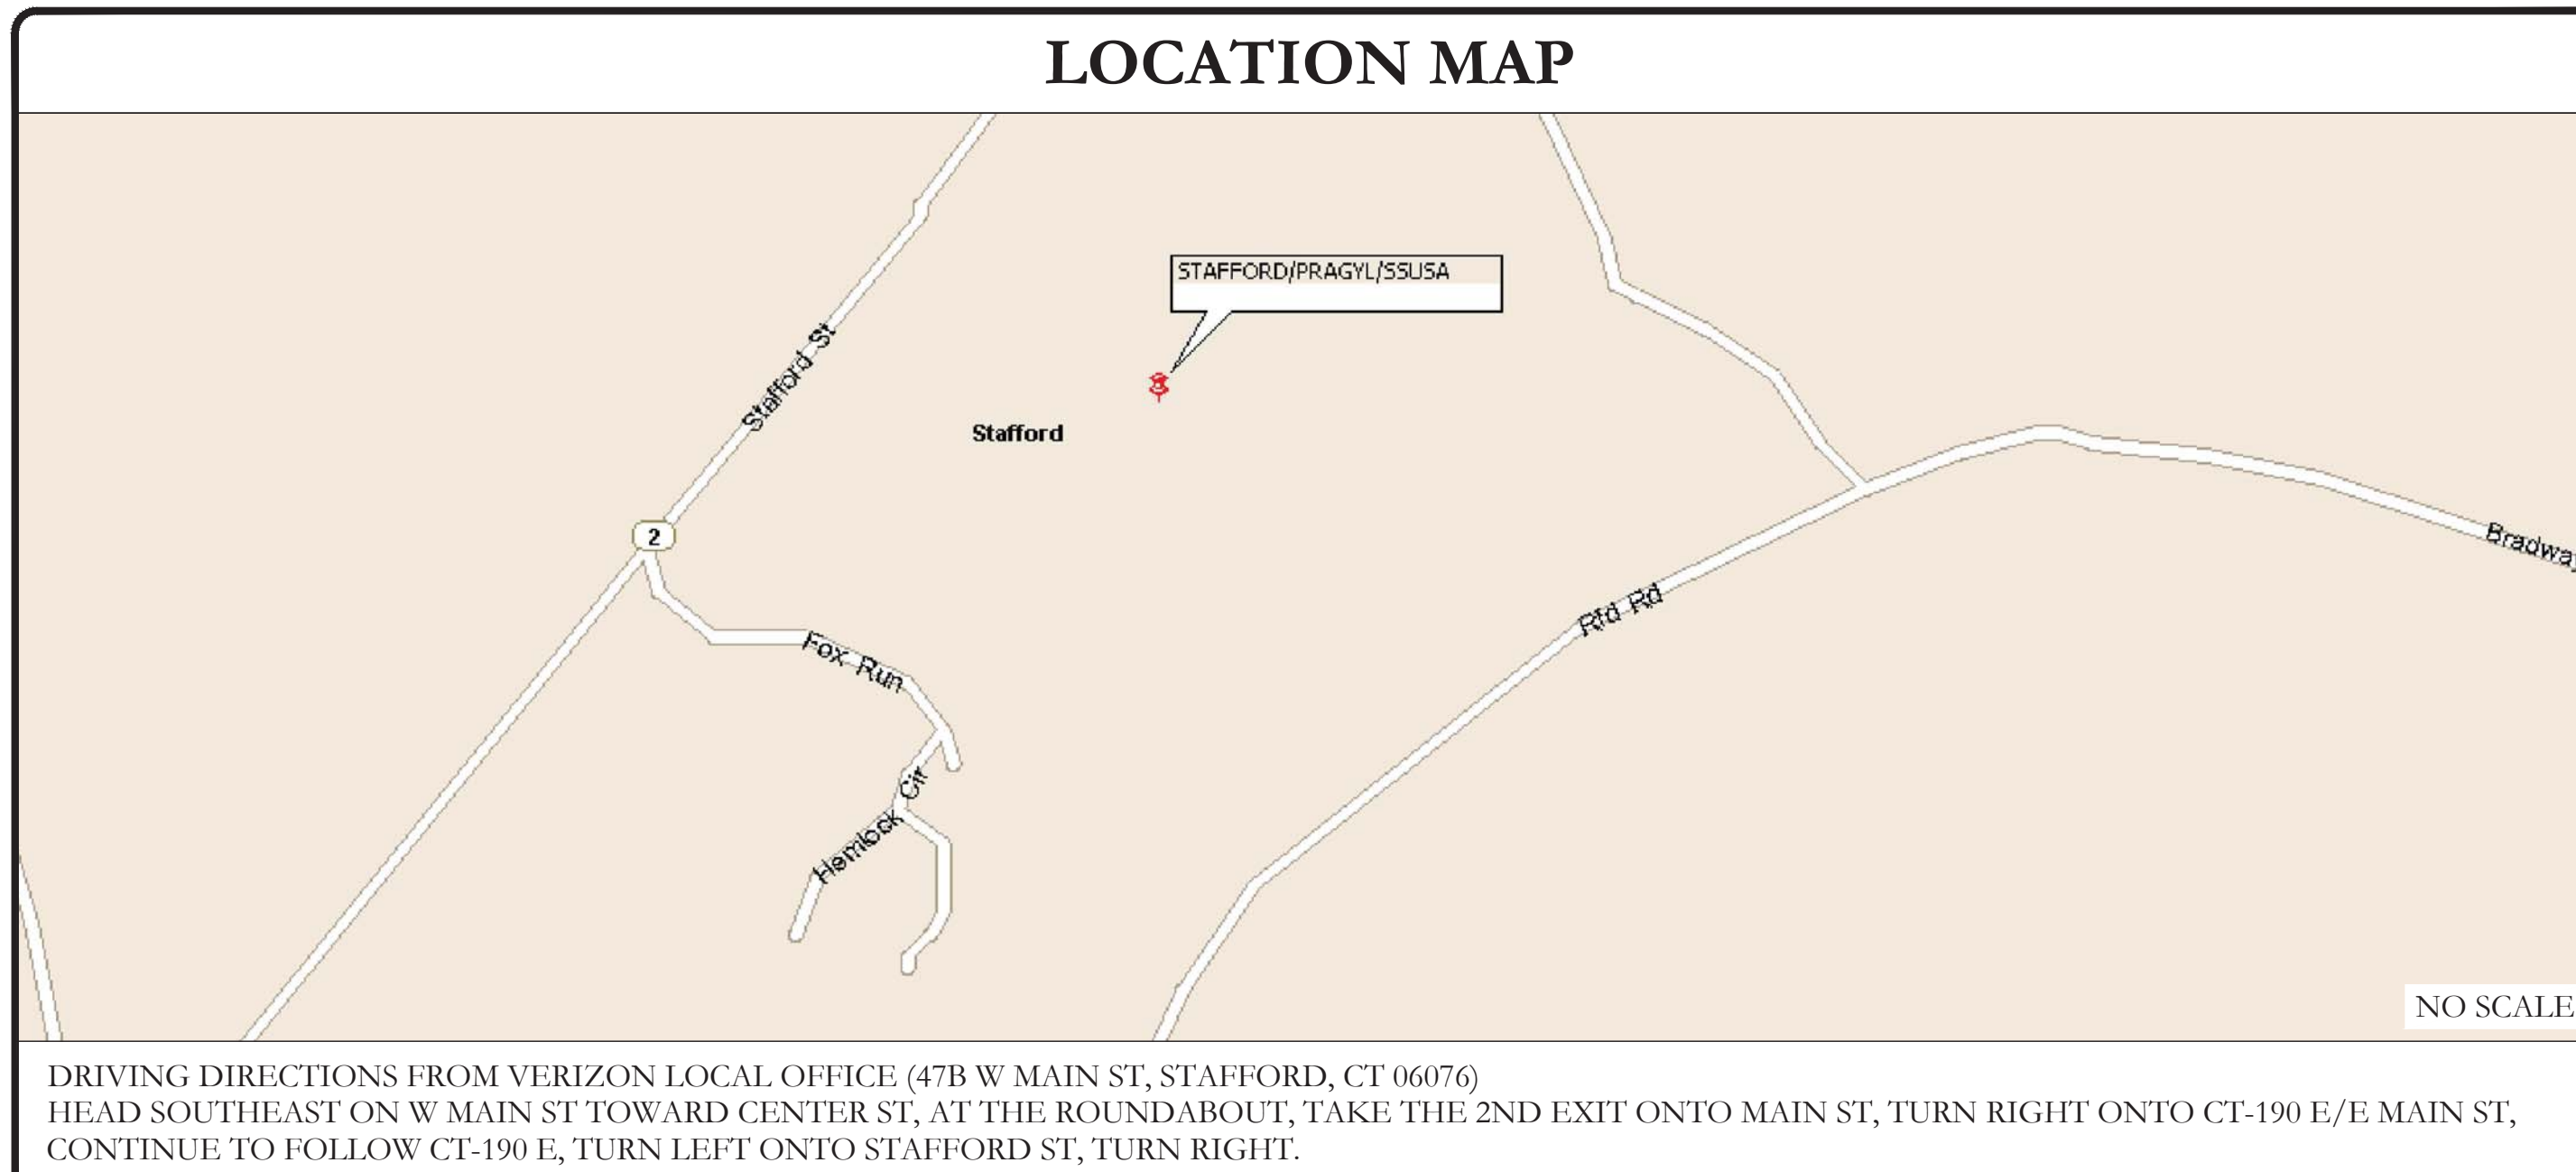 LOCATION MAP
STAFFORD/PRAGYL/SSUSA
Stafford St
Stafford
2
Bradway
Rfd Rd
Fox Run
Cir
Hemlock
NO SCALE
DRIVING DIRECTIONS FROM VERIZON LOCAL OFFICE (47B W MAIN ST, STAFFORD, CT 06076)
HEAD SOUTHEAST ON W MAIN ST TOWARD CENTER ST, AT THE ROUNDABOUT, TAKE THE 2ND EXIT ONTO MAIN ST, TURN RIGHT ONTO CT-190 E/E MAIN ST,
CONTINUE TO FOLLOW CT-190 E, TURN LEFT ONTO STAFFORD ST, TURN RIGHT.